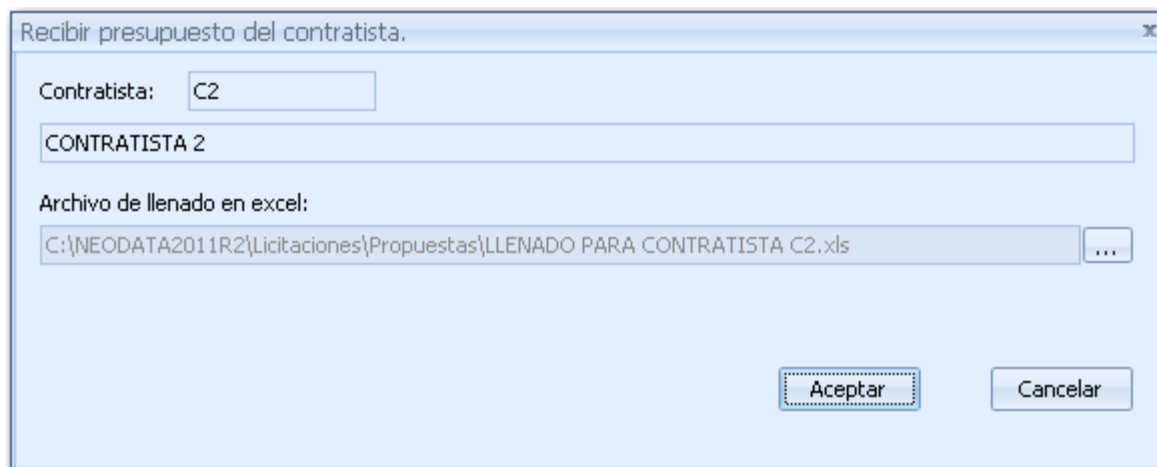 Recibir presupuesto del contratista.
x
Contratista: C2
CONTRATISTA 2
Archivo de llenado en excel:
C:\NEODATA2011R2\Licitaciones\Propuestas\LLENADO PARA CONTRATISTA C2.xls ...
Aceptar Cancelar